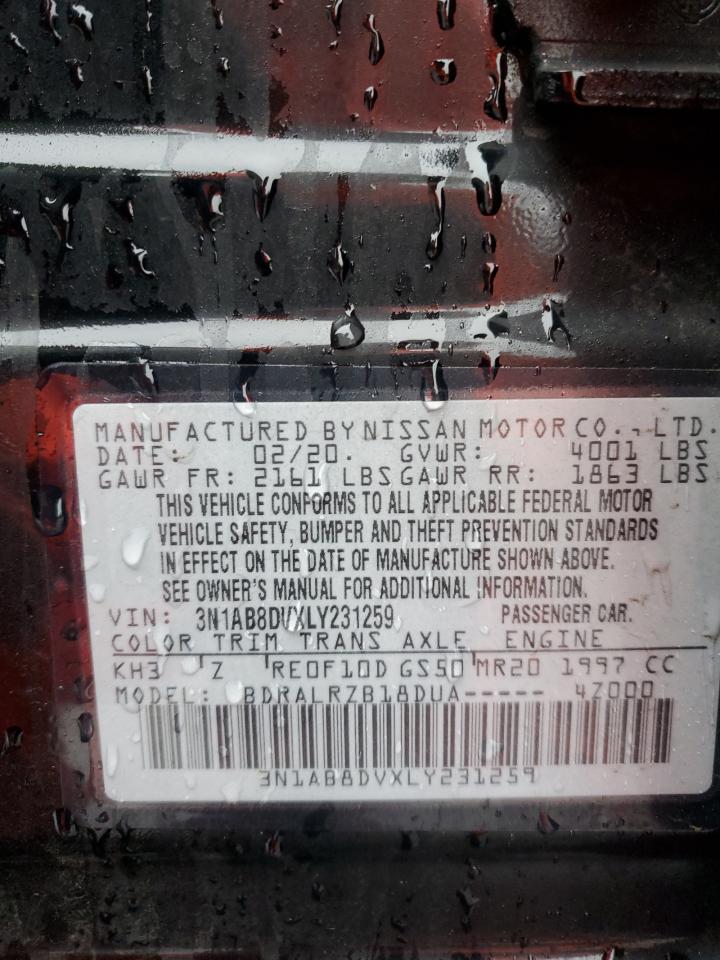 MANUFACTURED BY NISSAN MOTOR CO., LTD.
DATE: 02/20. GVWR: 4001 LBS
GAWR FR: 2161 LBS GAWR RR: 1863 LBS
THIS VEHICLE CONFORMS TO ALL APPLICABLE FEDERAL MOTOR
VEHICLE SAFETY, BUMPER AND THEFT PREVENTION STANDARDS
IN EFFECT ON THE DATE OF MANUFACTURE SHOWN ABOVE.
SEE OWNER'S MANUAL FOR ADDITIONAL INFORMATION.
VIN: 3N1AB8DVXLY231259 PASSENGER CAR.
COLOR TRIM TRANS AXLE ENGINE
KH3 Z RE0F10D GS50 MR20 1997 CC
MODEL: BDRALRZB18DUA----- 4Z000
3N1AB8DVXLY231259